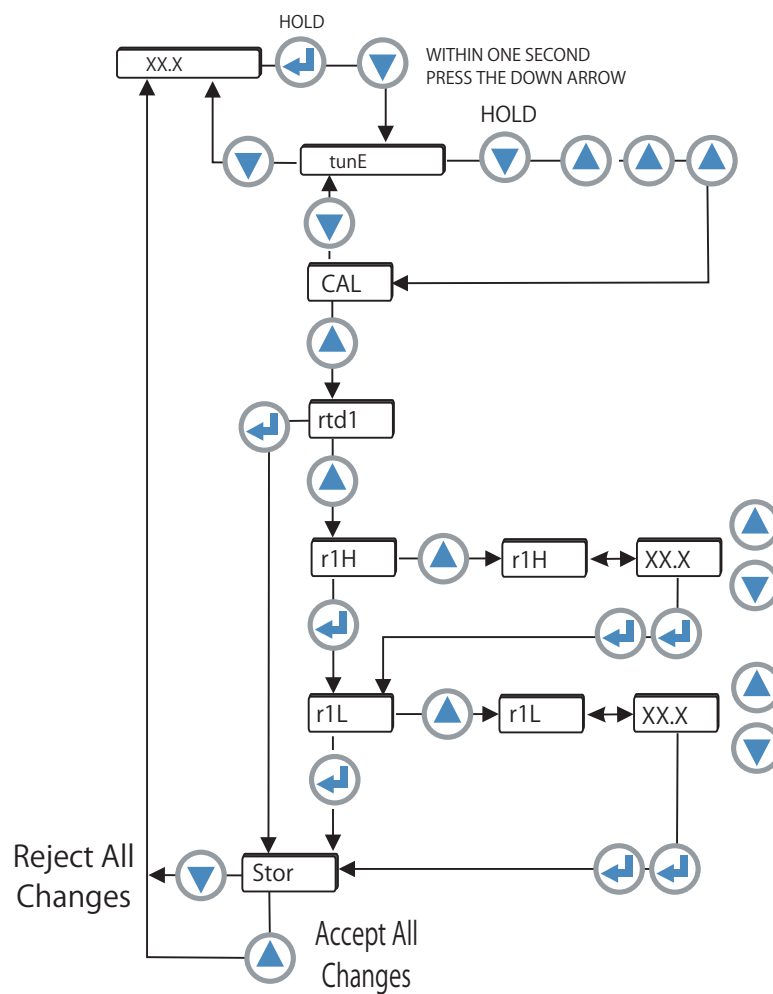 HOLD
XX.X
WITHIN ONE SECOND
PRESS THE DOWN ARROW
HOLD
tunE
CAL
rtd1
r1H
r1H
XX.X
r1L
r1L
XX.X
Reject All
Changes
Stor
Accept All
Changes